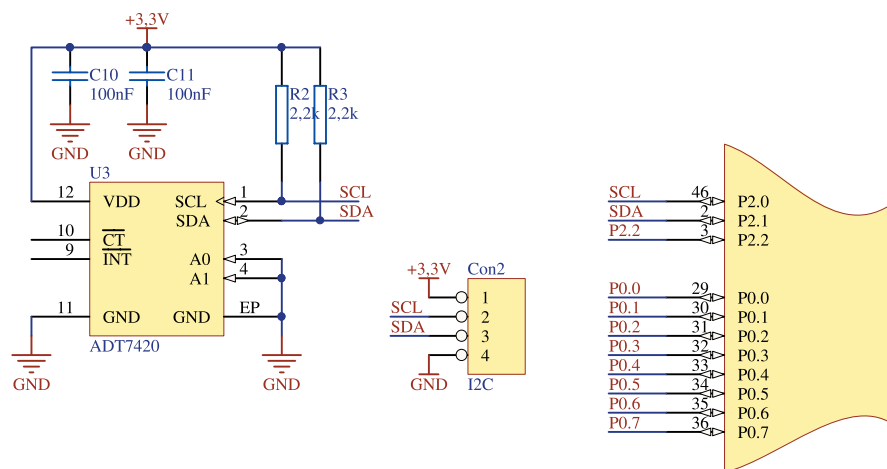 +3,3V
C10
100nF
C11
100nF
R2
2,2k
R3
2,2k
GND
GND
U3
12
VDD
SCL
1
SCL
SDA
2
SDA
10
CT
9
INT
A0
3
A1
4
11
GND
GND
EP
ADT7420
GND
GND
+3,3V
Con2
1
SCL
2
SDA
3
4
GND
I2C
SCL
46
P2.0
SDA
2
P2.1
P2.2
3
P2.2
P0.0
29
P0.0
P0.1
30
P0.1
P0.2
31
P0.2
P0.3
32
P0.3
P0.4
33
P0.4
P0.5
34
P0.5
P0.6
35
P0.6
P0.7
36
P0.7